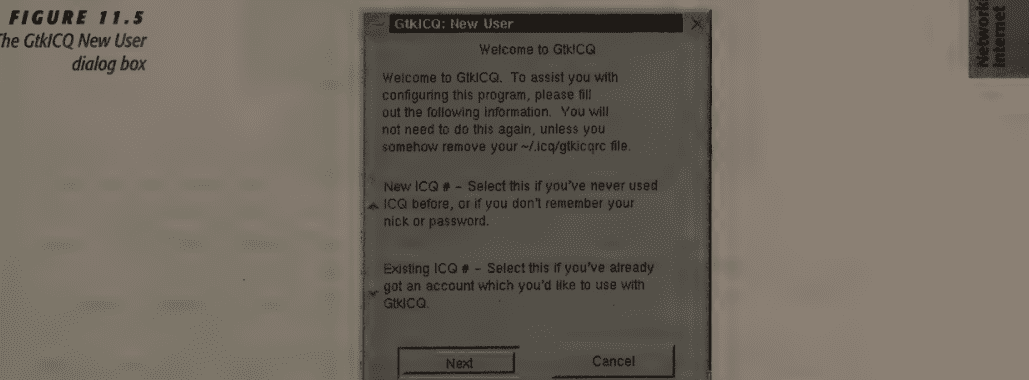 FIGURE 11.5
The GtkICQ New User
dialog box
GtkICQ: New User
Welcome to GtkICQ
Welcome to GtkICQ. To assist you with
configuring this program, please fill
out the following information. You will
not need to do this again, unless you
somehow remove your ~/.icq/gtkicqrc file.
New ICQ # - Select this if you've never used
ICQ before, or if you don't remember your
nick or password.
Existing ICQ # - Select this if you've already
got an account which you'd like to use with
GtkICQ.
Next
Cancel
Network
Internet